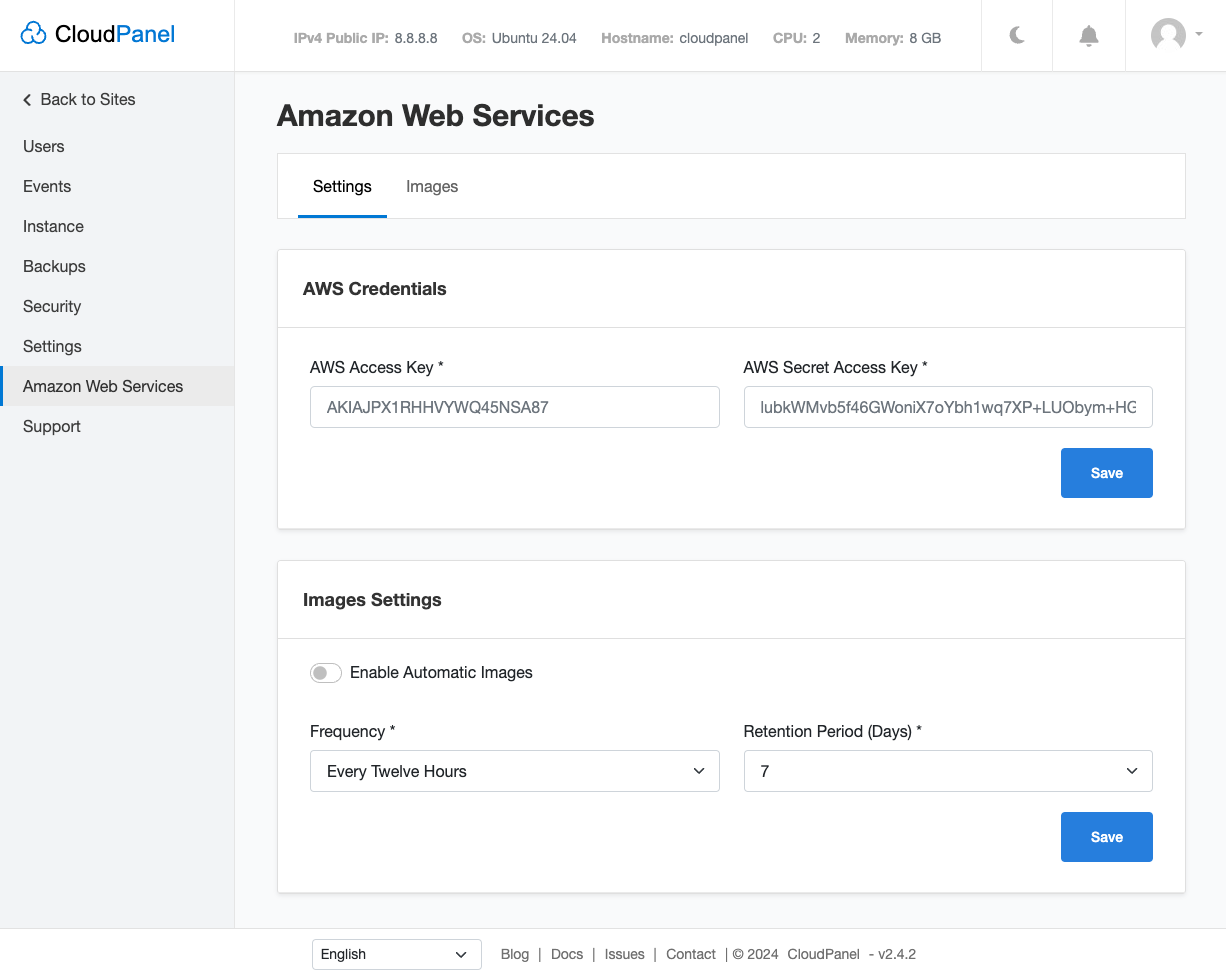 CloudPanel
IPv4 Public IP: 8.8.8.8 OS: Ubuntu 24.04 Hostname: cloudpanel CPU: 2 Memory: 8 GB
Back to Sites
Users
Events
Instance
Backups
Security
Settings
Amazon Web Services
Support
Amazon Web Services
Settings Images
AWS Credentials
AWS Access Key * AWS Secret Access Key *
AKIAJPX1RHHVYWQ45NSA87 lubkWMvb5f46GWoniX7oYbh1wq7XP+LUObym+HG
Save
Images Settings
Enable Automatic Images
Frequency * Retention Period (Days) *
Every Twelve Hours 7
Save
English Blog | Docs | Issues | Contact | © 2024 CloudPanel - v2.4.2